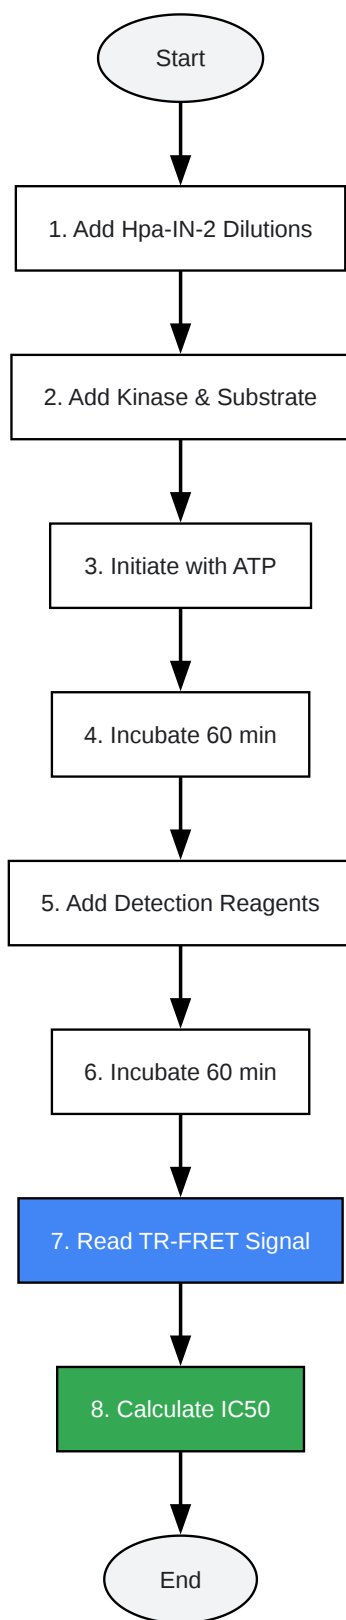 Start
1. Add Hpa-IN-2 Dilutions
2. Add Kinase & Substrate
3. Initiate with ATP
4. Incubate 60 min
5. Add Detection Reagents
6. Incubate 60 min
7. Read TR-FRET Signal
8. Calculate IC50
End